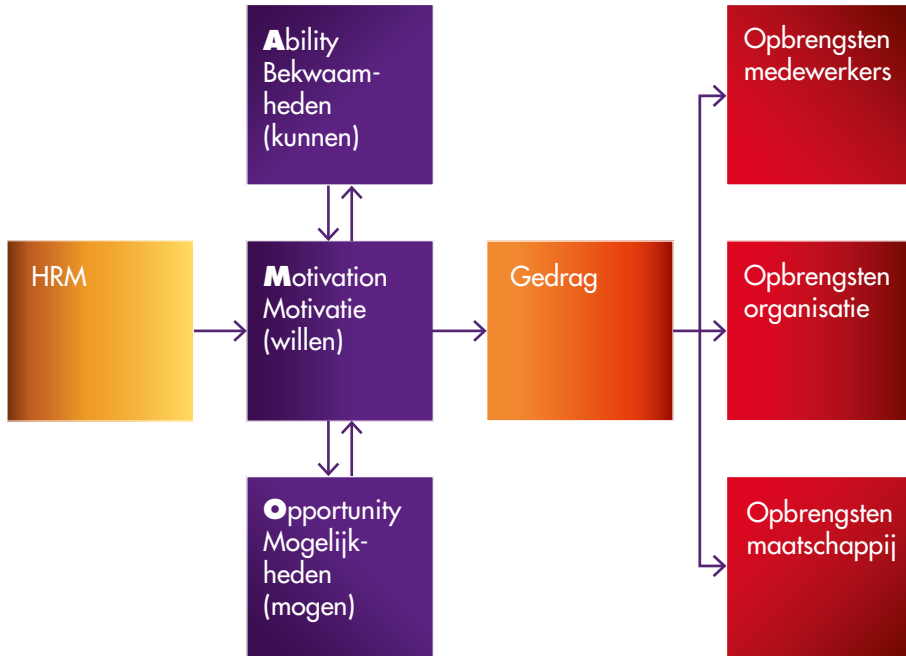 Ability
Bekwaam-
heden
(kunnen)
Opbrengsten
medewerkers
HRM
Motivation
Motivatie
(willen)
Gedrag
Opbrengsten
organisatie
Opportunity
Mogelijk-
heden
(mogen)
Opbrengsten
maatschappij